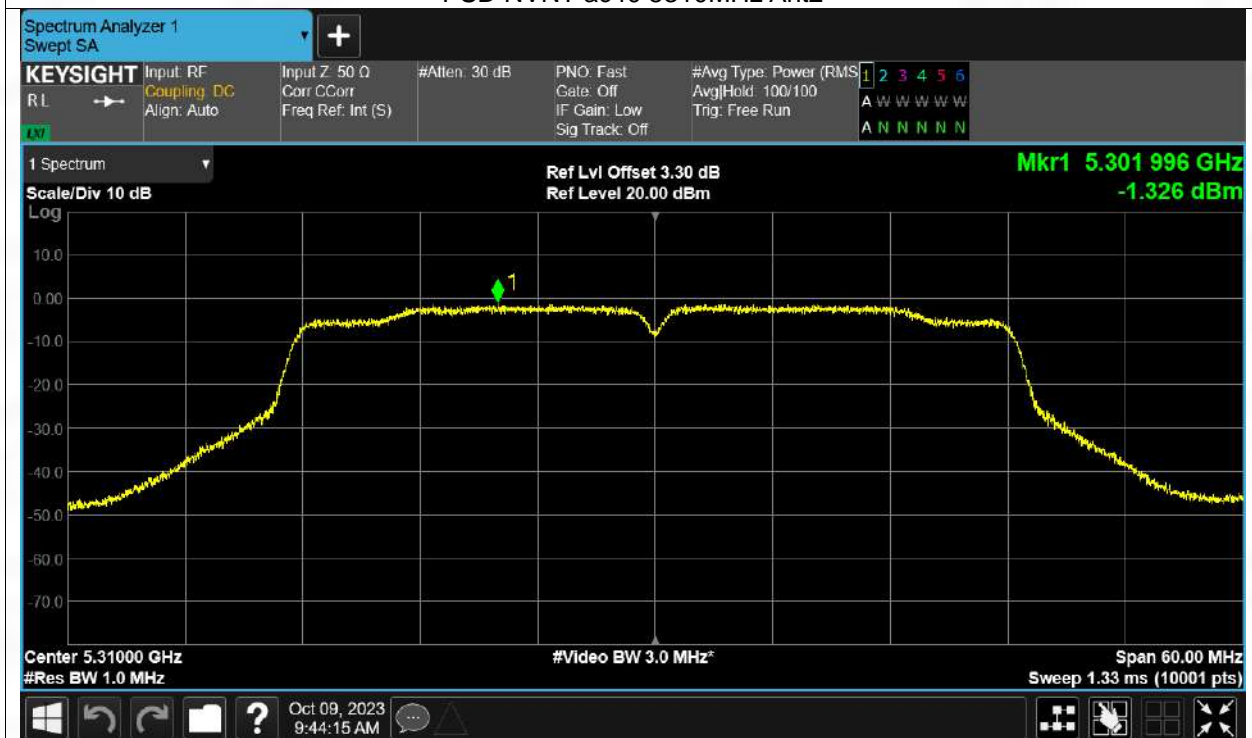 Spectrum Analyzer 1
Swept SA
KEYSIGHT
RL
LXI
Input: RF
Coupling: DC
Align: Auto
Input Z: 50 Ω
Corr CCorr
Freq Ref: Int (S)
#Atten: 30 dB
PNO: Fast
Gate: Off
IF Gain: Low
Sig Track: Off
#Avg Type: Power (RMS
Avg|Hold: 100/100
Trig: Free Run
1 2 3 4 5 6
A W W W W W
A N N N N N
1 Spectrum
Scale/Div 10 dB
Log
Ref Lvl Offset 3.30 dB
Ref Level 20.00 dBm
Mkr1 5.301 996 GHz
-1.326 dBm
10.0
0.00
-10.0
-20.0
-30.0
-40.0
-50.0
-60.0
-70.0
1
Center 5.31000 GHz
#Res BW 1.0 MHz
#Video BW 3.0 MHz*
Span 60.00 MHz
Sweep 1.33 ms (10001 pts)
?
Oct 09, 2023
9:44:15 AM